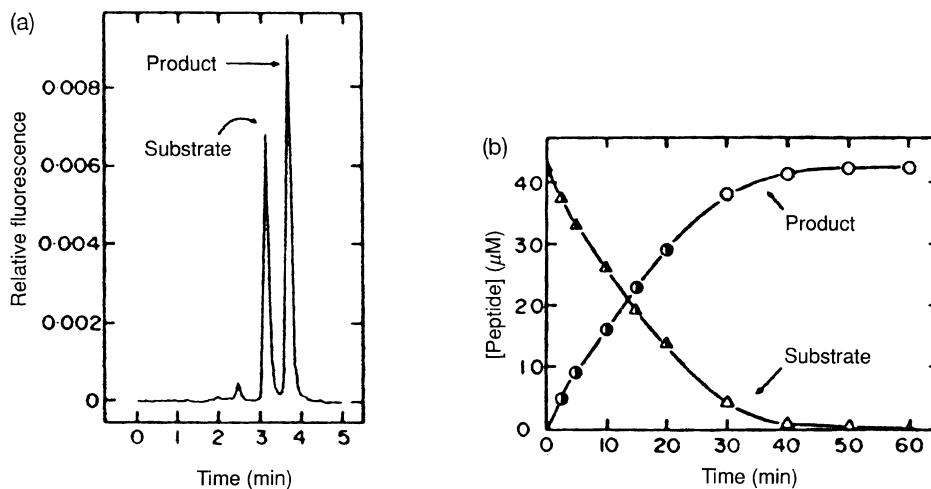 (a)
Relative fluorescence
0·008
0·006
0·004
0·002
0
Product
Substrate
0 1 2 3 4 5
Time (min)
(b)
[Peptide] (μM)
40
30
20
10
0
Product
Substrate
0 10 20 30 40 50 60
Time (min)